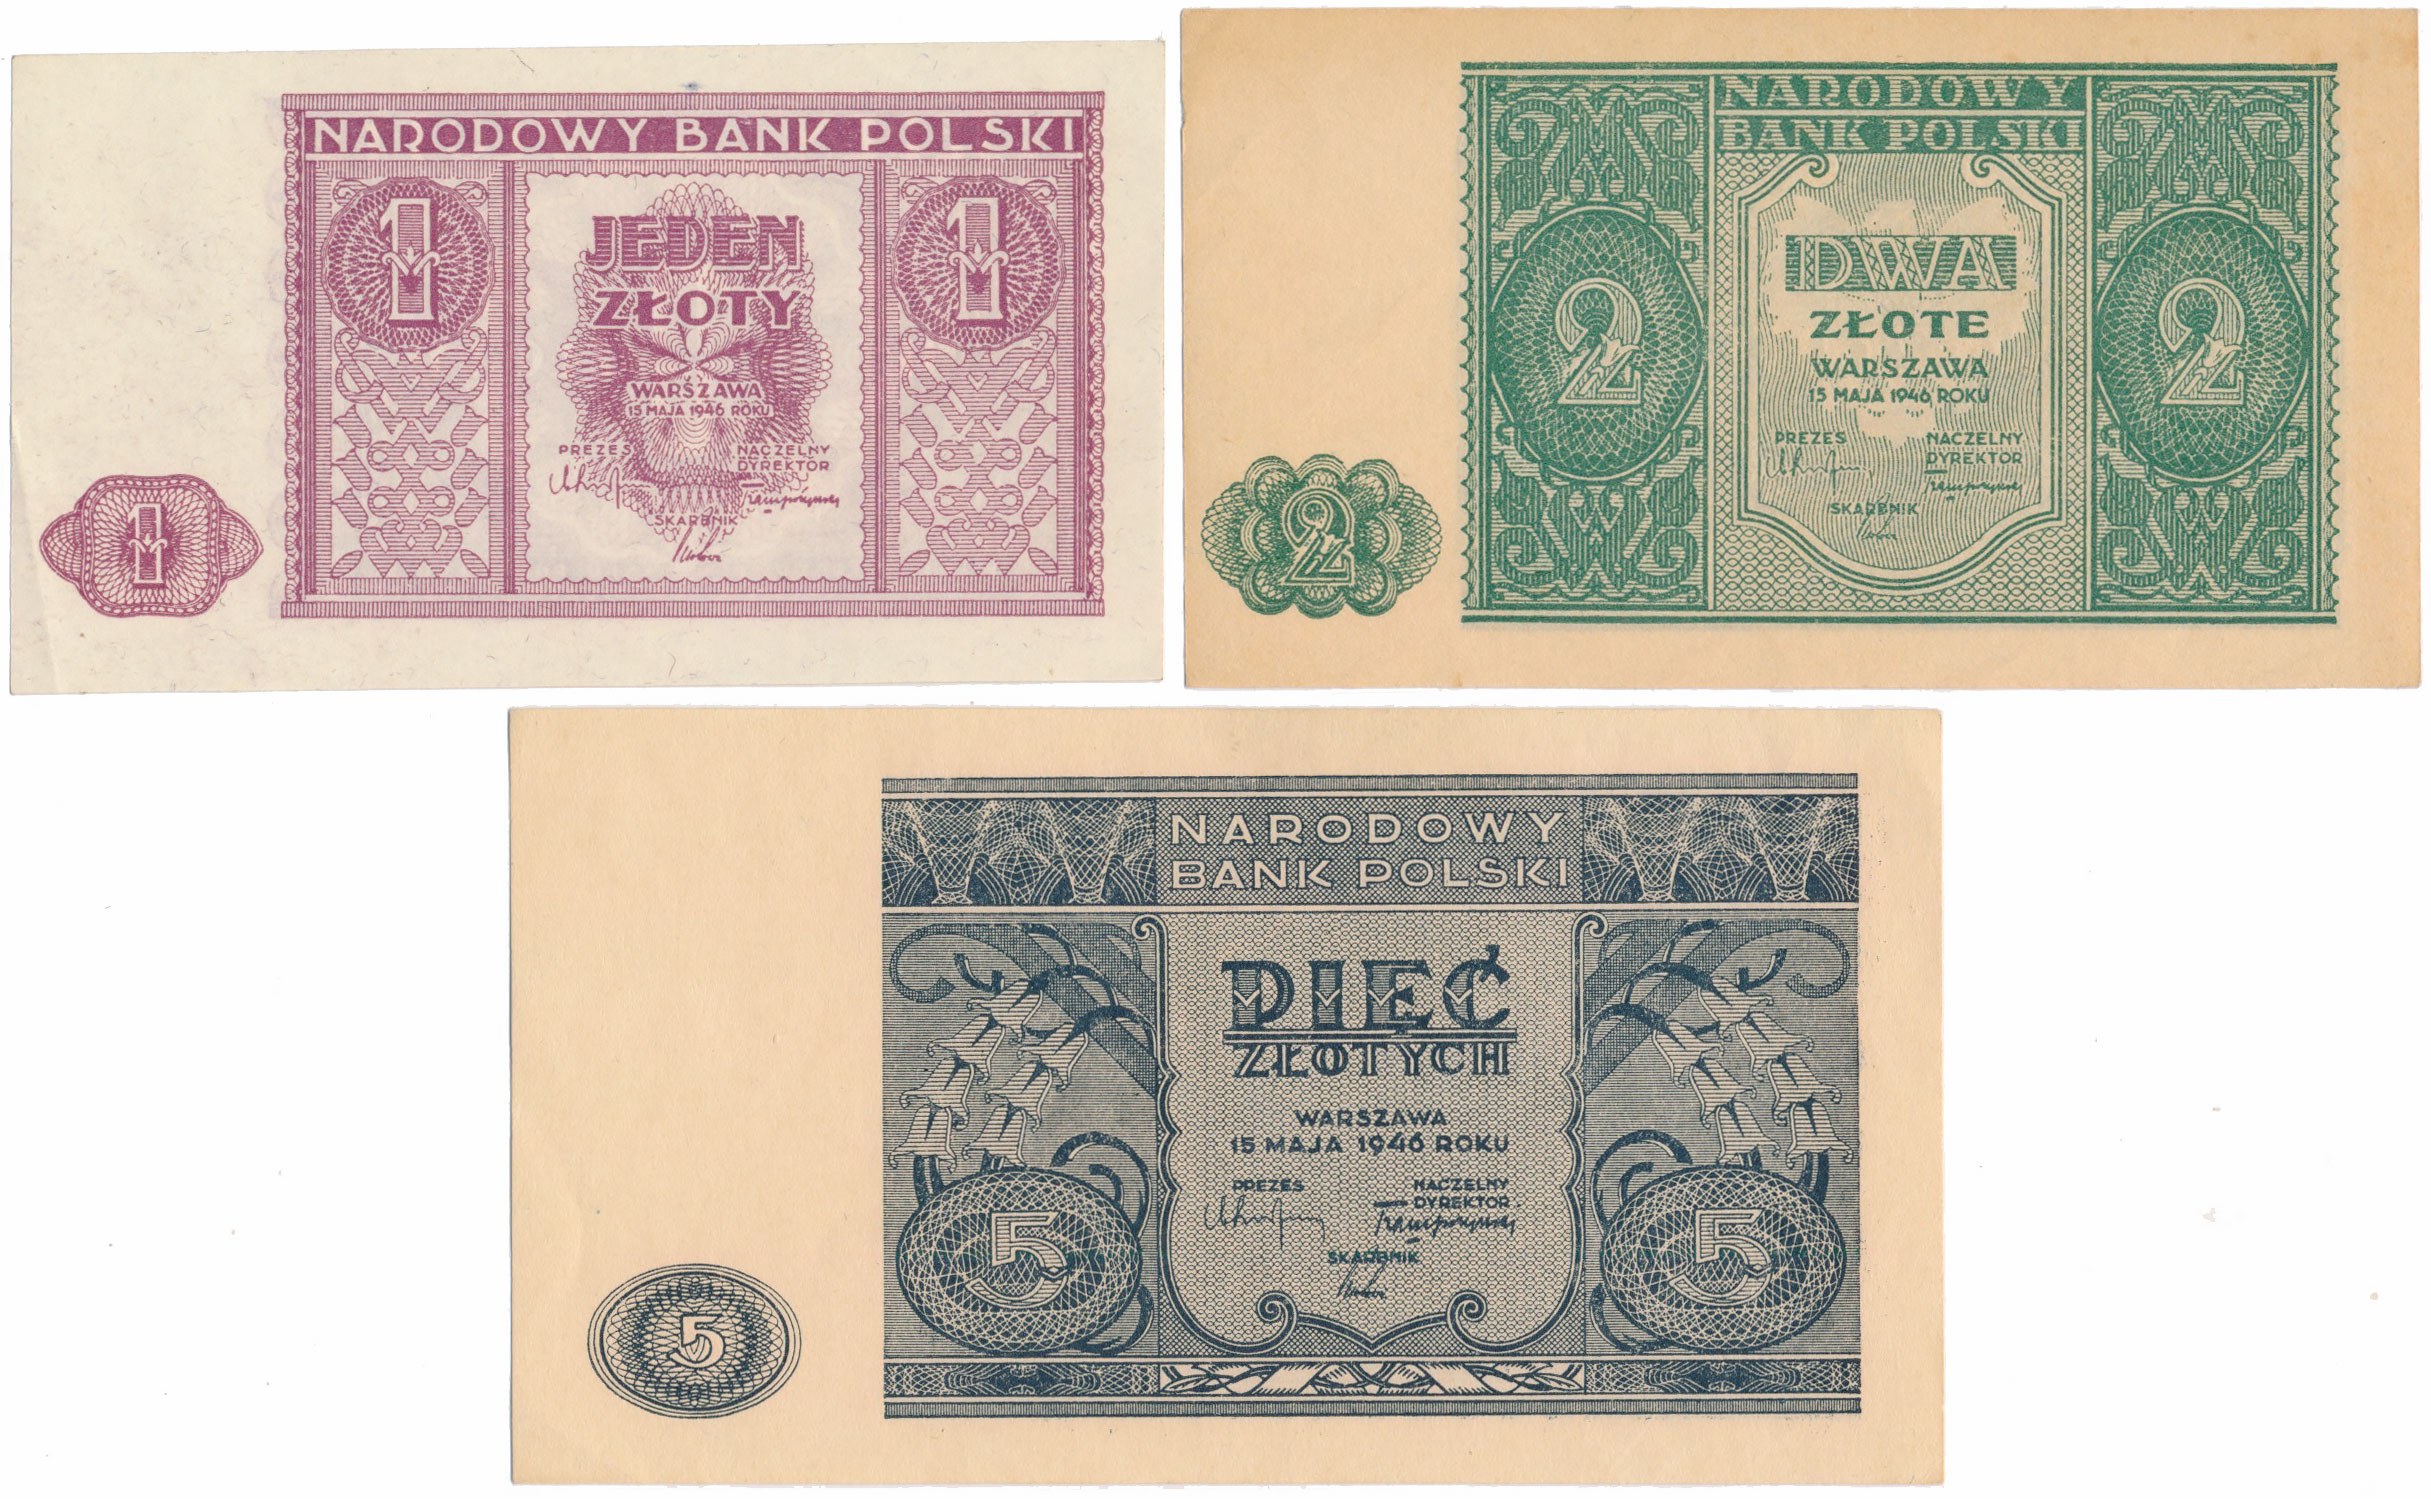 NARODOWY BANK POLSKI
1 1
JEDEN
ZŁOTY
WARSZAWA
15 MAJA 1946 ROKU
PREZES NACZELNY
DYREKTOR
SKARBNIK
1
NARODOWY
BANK POLSKI
2 2
DWA
ZŁOTE
WARSZAWA
15 MAJA 1946 ROKU
PREZES NACZELNY
DYREKTOR
SKARBNIK
2
NARODOWY
BANK POLSKI
PIĘĆ
ZŁOTYCH
WARSZAWA
15 MAJA 1946 ROKU
PREZES NACZELNY
DYREKTOR
SKARBNIK
5 5
5